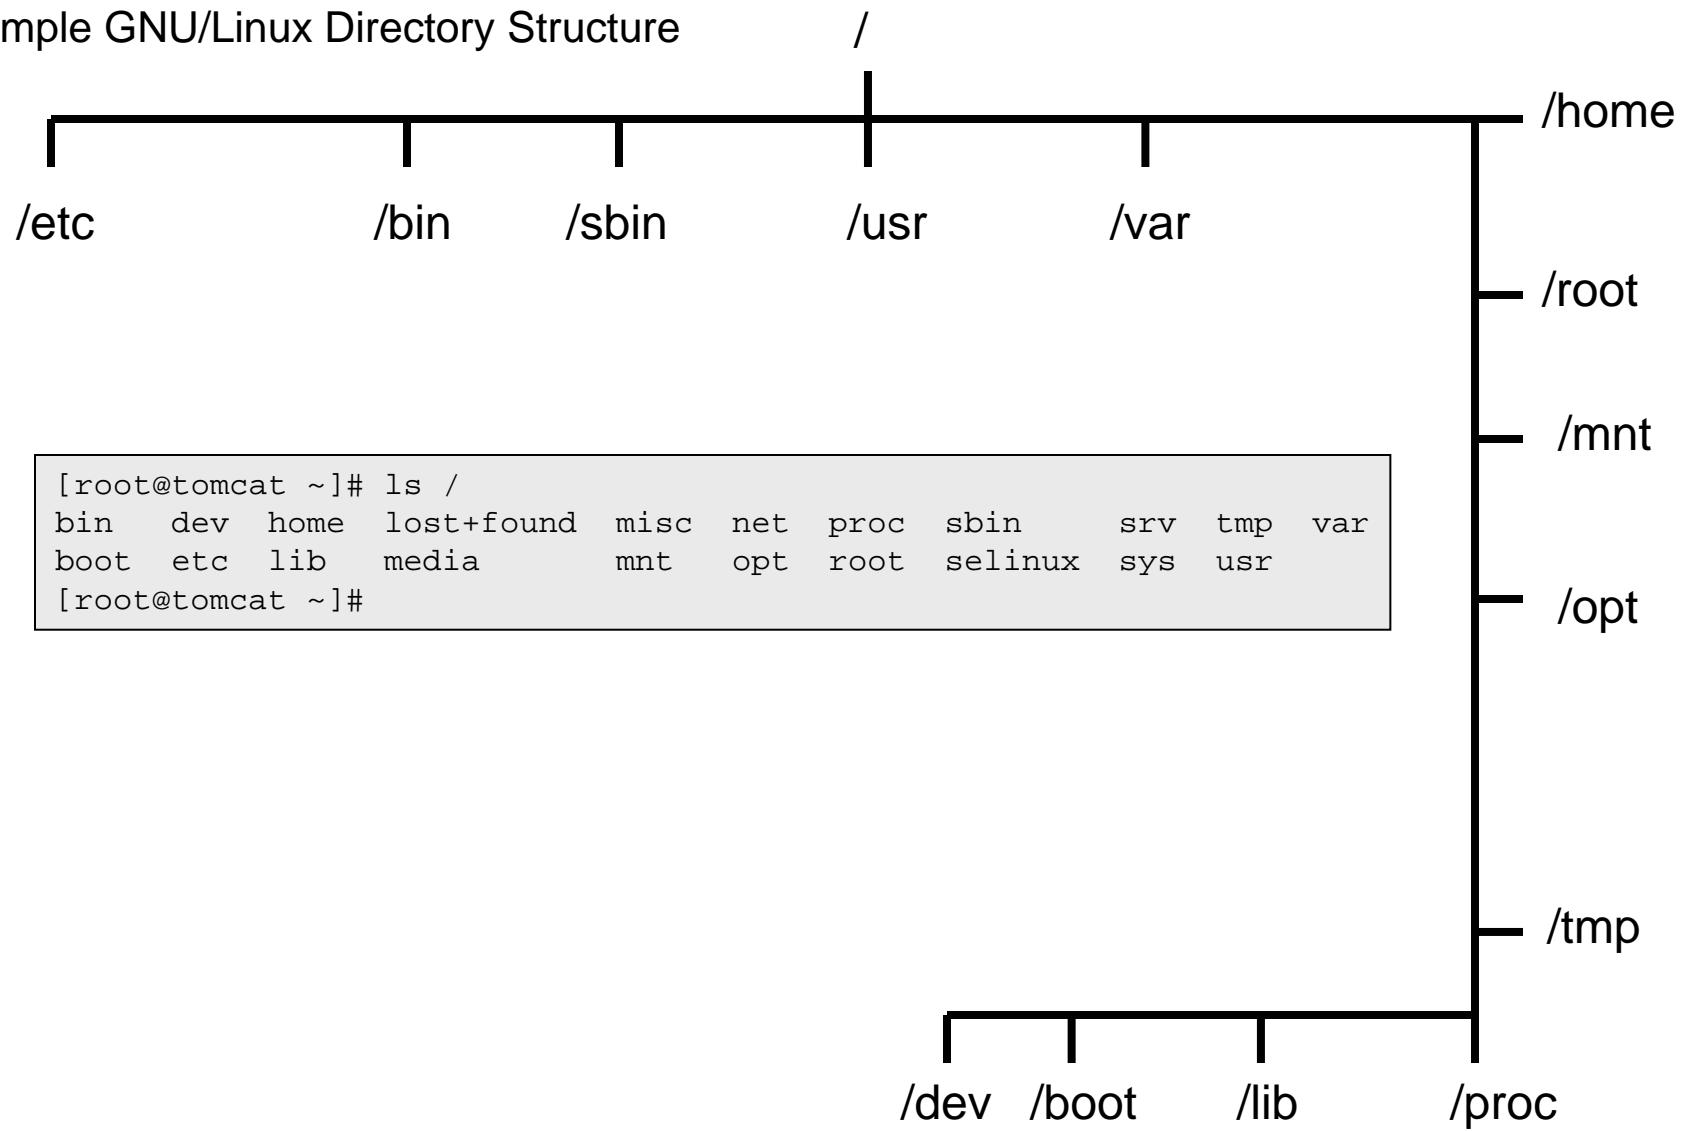 mple GNU/Linux Directory Structure
/
/home
/etc /bin /sbin /usr /var
/root
/mnt
[root@tomcat ~]# ls /
bin dev home lost+found misc net proc sbin srv tmp var
boot etc lib media mnt opt root selinux sys usr
[root@tomcat ~]#
/opt
/tmp
/dev /boot /lib /proc